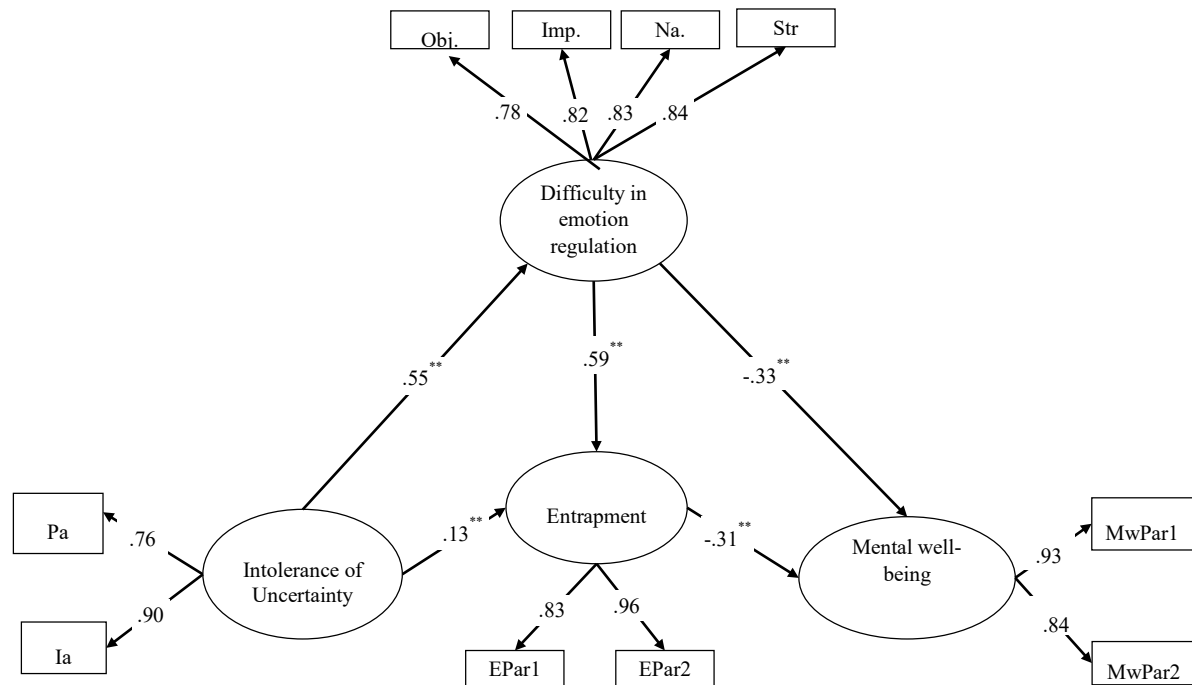 Obj.
Imp.
Na.
Str
.78
.82
.83
.84
Difficulty in
emotion
regulation
.55**
.59**
-.33**
Pa
.76
Intolerance of
Uncertainty
.90
Ia
.13**
Entrapment
-.31**
.83
.96
EPar1
EPar2
Mental well-
being
.93
MwPar1
.84
MwPar2